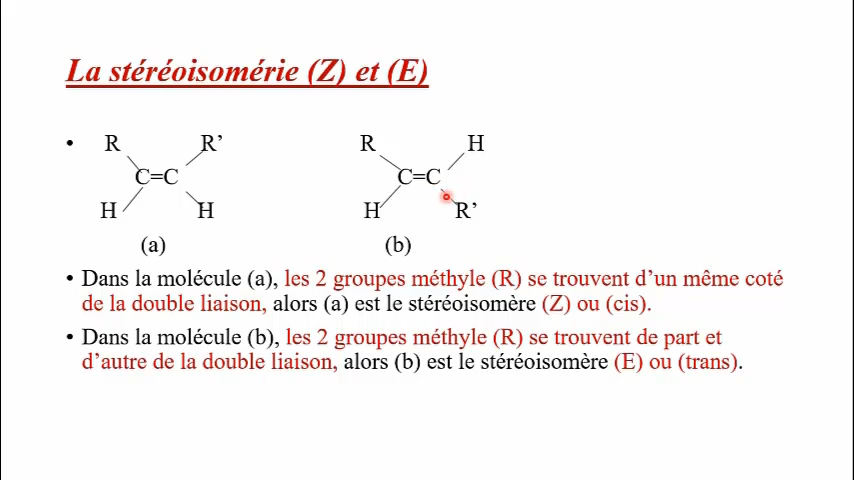 La stéréoisomérie (Z) et (E)
• R R’ R H
C=C C=C
H H H R’
(a) (b)
• Dans la molécule (a), les 2 groupes méthyle (R) se trouvent d’un même coté
de la double liaison, alors (a) est le stéréoisomère (Z) ou (cis).
• Dans la molécule (b), les 2 groupes méthyle (R) se trouvent de part et
d’autre de la double liaison, alors (b) est le stéréoisomère (E) ou (trans).